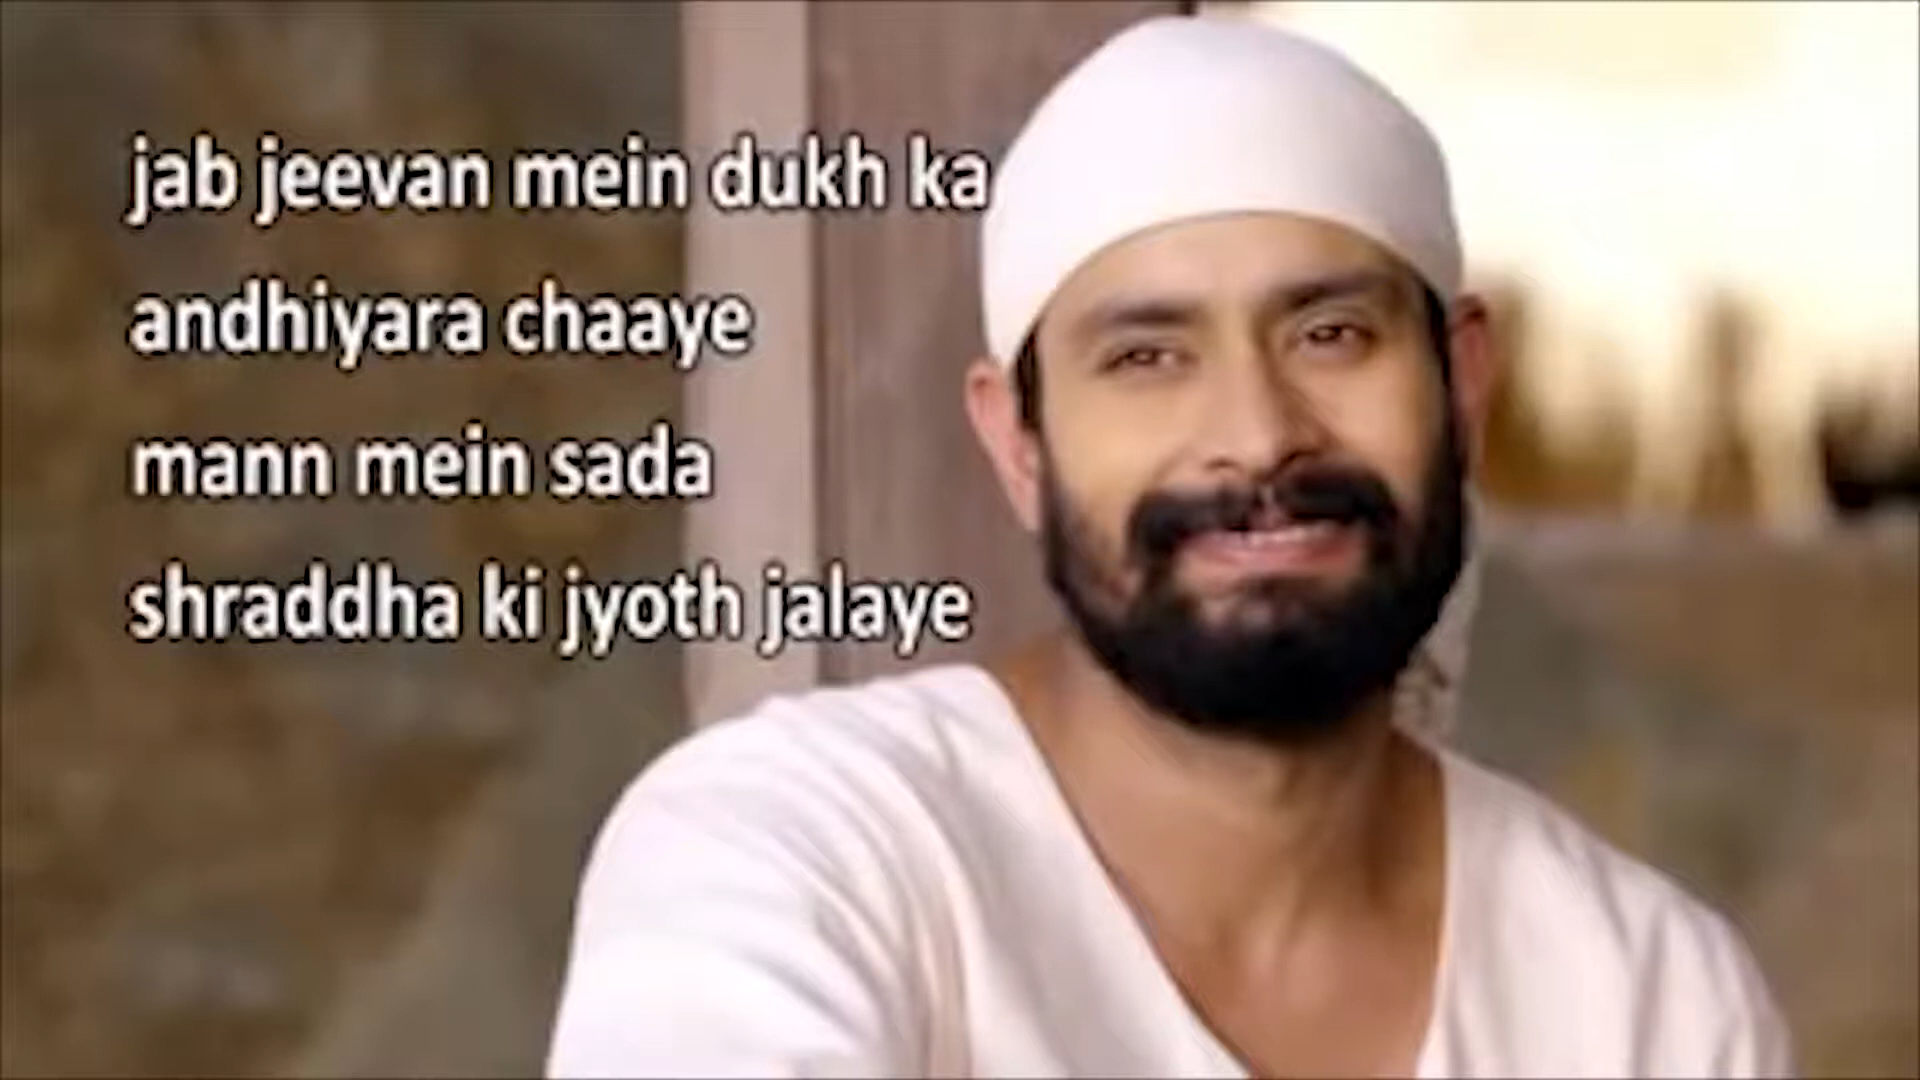 jab jeevan mein dukh ka
andhiyara chaaye
mann mein sada
shraddha ki jyoth jalaye